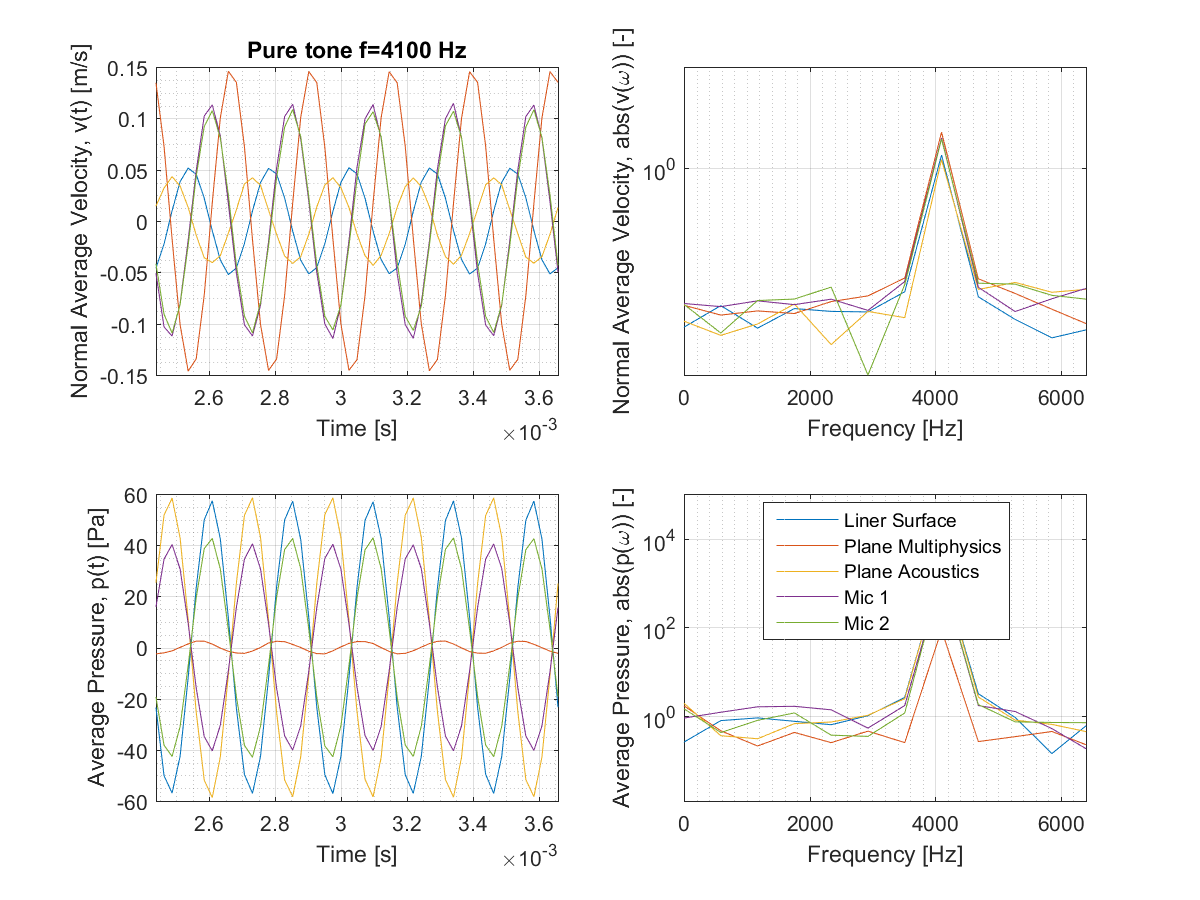 Pure tone f=4100 Hz
Normal Average Velocity, v(t) [m/s]
0.15
0.1
0.05
0
-0.05
-0.1
-0.15
2.6 2.8 3 3.2 3.4 3.6
Time [s]
×10-3
Normal Average Velocity, abs(v(ω)) [-]
100
0 2000 4000 6000
Frequency [Hz]
Average Pressure, p(t) [Pa]
60
40
20
0
-20
-40
-60
2.6 2.8 3 3.2 3.4 3.6
Time [s]
×10-3
Average Pressure, abs(p(ω)) [-]
104
102
100
Liner Surface
Plane Multiphysics
Plane Acoustics
Mic 1
Mic 2
0 2000 4000 6000
Frequency [Hz]